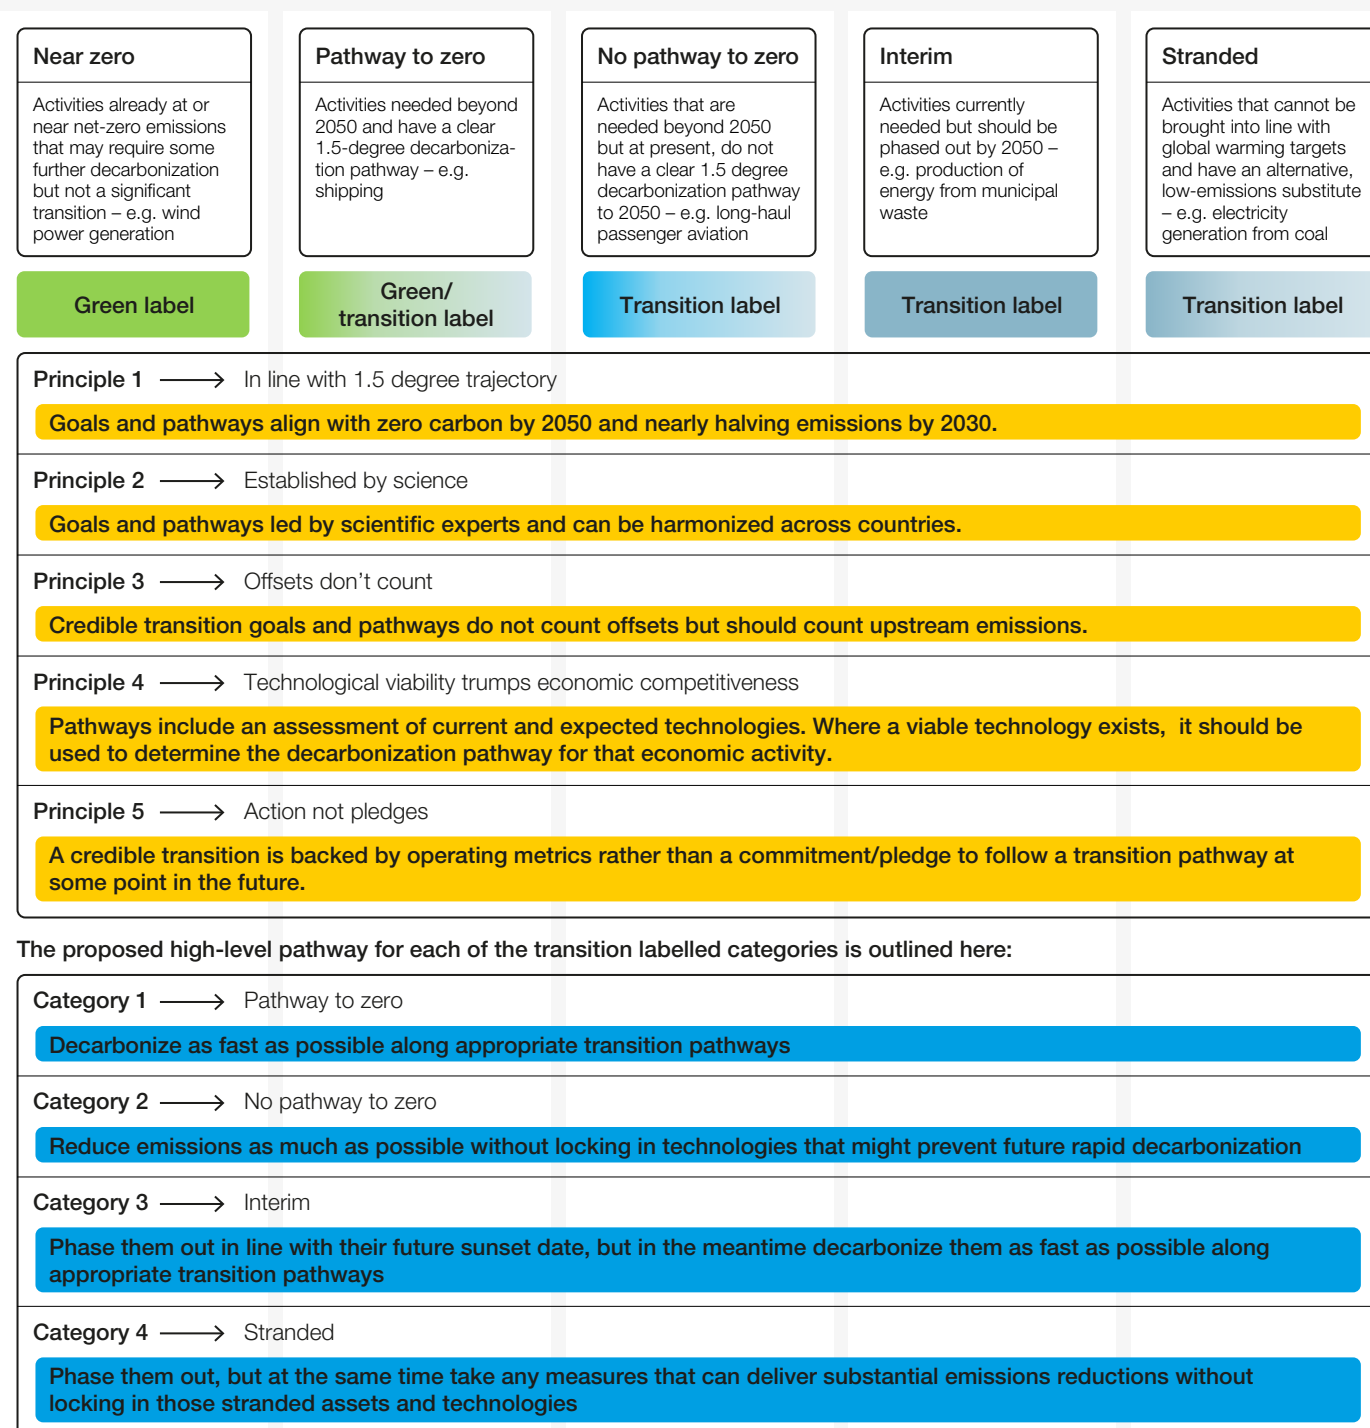 Near zero
Activities already at or
near net-zero emissions
that may require some
further decarbonization
but not a significant
transition – e.g. wind
power generation
Green label
Pathway to zero
Activities needed beyond
2050 and have a clear
1.5-degree decarboniza-
tion pathway – e.g.
shipping
Green/
transition label
No pathway to zero
Activities that are
needed beyond 2050
but at present, do not
have a clear 1.5 degree
decarbonization pathway
to 2050 – e.g. long-haul
passenger aviation
Transition label
Interim
Activities currently
needed but should be
phased out by 2050 –
e.g. production of
energy from municipal
waste
Transition label
Stranded
Activities that cannot be
brought into line with
global warming targets
and have an alternative,
low-emissions substitute
– e.g. electricity
generation from coal
Transition label
Principle 1 → In line with 1.5 degree trajectory
Goals and pathways align with zero carbon by 2050 and nearly halving emissions by 2030.
Principle 2 → Established by science
Goals and pathways led by scientific experts and can be harmonized across countries.
Principle 3 → Offsets don't count
Credible transition goals and pathways do not count offsets but should count upstream emissions.
Principle 4 → Technological viability trumps economic competitiveness
Pathways include an assessment of current and expected technologies. Where a viable technology exists, it should be
used to determine the decarbonization pathway for that economic activity.
Principle 5 → Action not pledges
A credible transition is backed by operating metrics rather than a commitment/pledge to follow a transition pathway at
some point in the future.
The proposed high-level pathway for each of the transition labelled categories is outlined here:
Category 1 → Pathway to zero
Decarbonize as fast as possible along appropriate transition pathways
Category 2 → No pathway to zero
Reduce emissions as much as possible without locking in technologies that might prevent future rapid decarbonization
Category 3 → Interim
Phase them out in line with their future sunset date, but in the meantime decarbonize them as fast as possible along
appropriate transition pathways
Category 4 → Stranded
Phase them out, but at the same time take any measures that can deliver substantial emissions reductions without
locking in those stranded assets and technologies